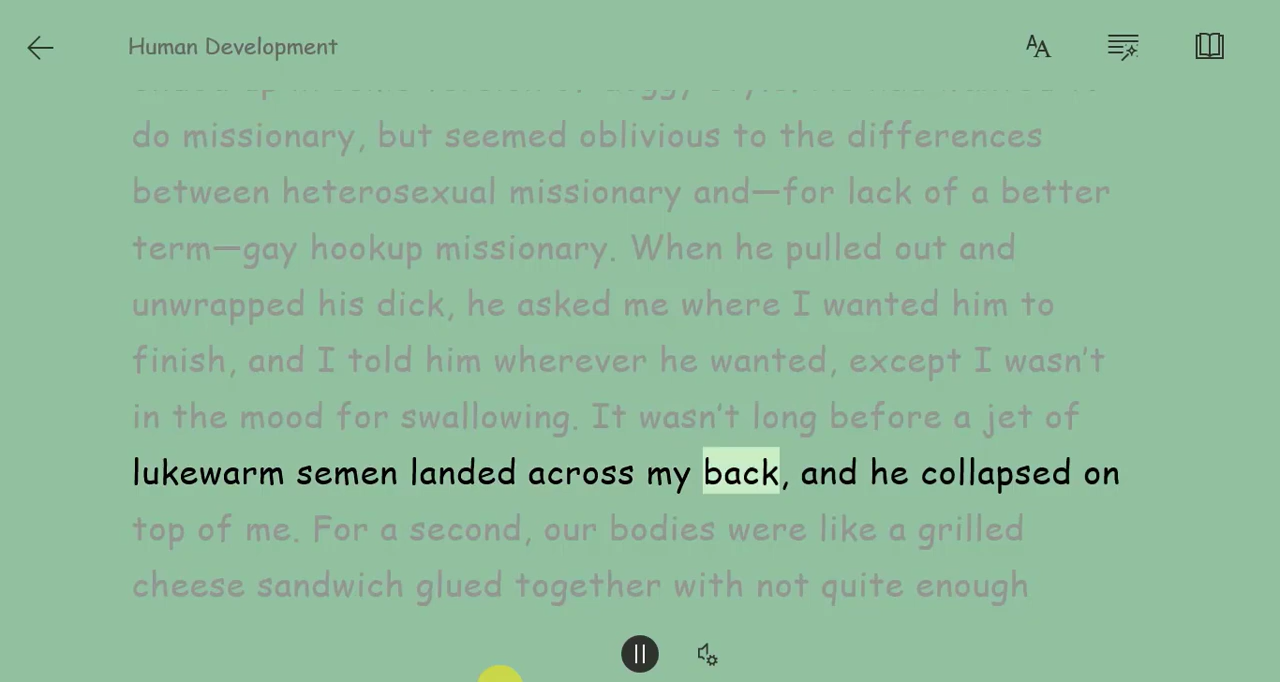 Human Development
do missionary, but seemed oblivious to the differences
between heterosexual missionary and—for lack of a better
term—gay hookup missionary. When he pulled out and
unwrapped his dick, he asked me where I wanted him to
finish, and I told him wherever he wanted, except I wasn't
in the mood for swallowing. It wasn't long before a jet of
lukewarm semen landed across my back, and he collapsed on
top of me. For a second, our bodies were like a grilled
cheese sandwich glued together with not quite enough